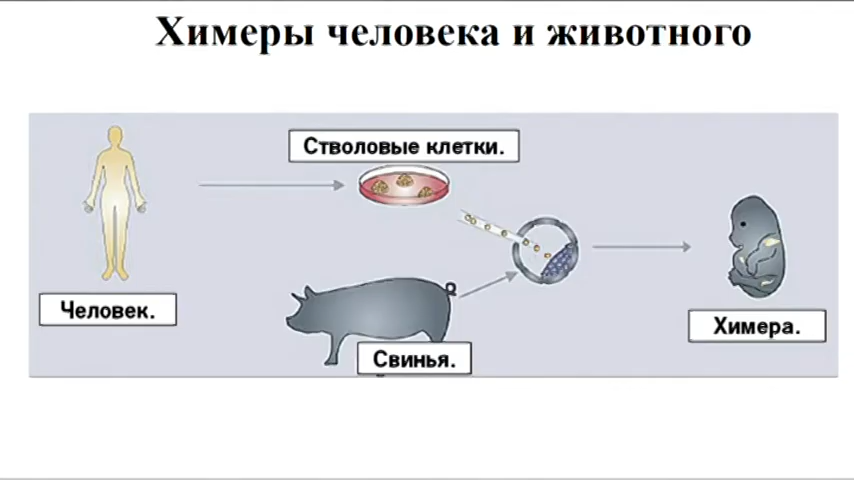 Химеры человека и животного
Стволовые клетки.
Человек.
Свинья.
Химера.